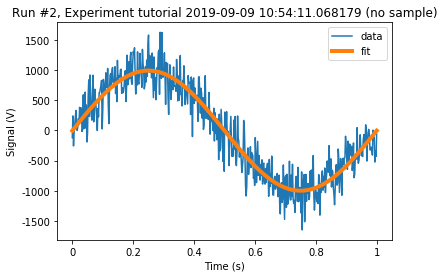 Run #2, Experiment tutorial 2019-09-09 10:54:11.068179 (no sample)
data
fit
Signal (V)
1500
1000
500
0
-500
-1000
-1500
0
0.2
0.4
0.6
0.8
1
Time (s)